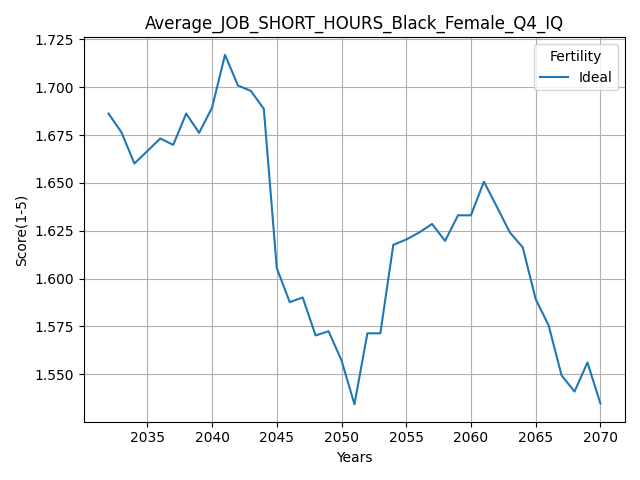 Average_JOB_SHORT_HOURS_Black_Female_Q4_IQ
Fertility
Ideal
Score(1-5)
1.725
1.700
1.675
1.650
1.625
1.600
1.575
1.550
2035 2040 2045 2050 2055 2060 2065 2070
Years